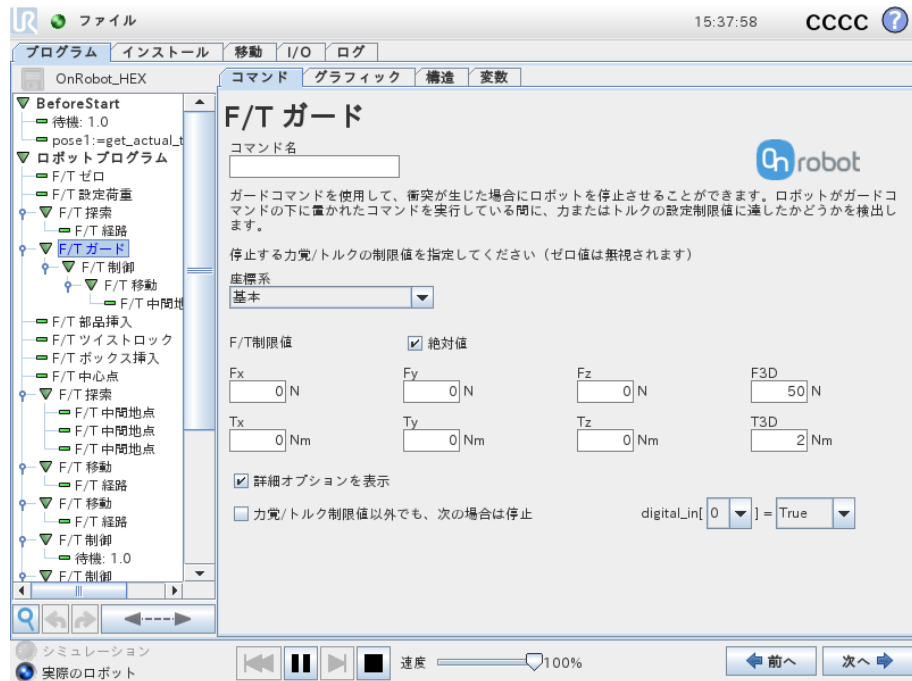 UR ファイル 15:37:58 CCCC ?
プログラム インストール 移動 I/O ログ
OnRobot_HEX
コマンド グラフィック 構造 変数
BeforeStart
待機: 1.0
pose1:=get_actual_t
ロボットプログラム
F/T ゼロ
F/T 設定荷重
F/T 探索
F/T 経路
F/T ガード
F/T 制御
F/T 移動
F/T 中間地
F/T 部品挿入
F/T ツイストロック
F/T ボックス挿入
F/T 中心点
F/T 探索
F/T 中間地点
F/T 中間地点
F/T 中間地点
F/T 移動
F/T 経路
F/T 移動
F/T 経路
F/T 制御
待機: 1.0
F/T 制御
F/T ガード
On robot
コマンド名
ガードコマンドを使用して、衝突が生じた場合にロボットを停止させることができます。ロボットがガードコ
マンドの下に置かれたコマンドを実行している間に、力またはトルクの設定制限値に達したかどうかを検出し
ます。
停止する力覚/トルクの制限値を指定してください（ゼロ値は無視されます）
座標系
基本
F/T制限値 絶対値
Fx Fy Fz F3D
0 N 0 N 0 N 50 N
Tx Ty Tz T3D
0 Nm 0 Nm 0 Nm 2 Nm
詳細オプションを表示
力覚/トルク制限値以外でも、次の場合は停止 digital_in[ 0 ] = True
シミュレーション
実際のロボット
速度 100%
前へ 次へ